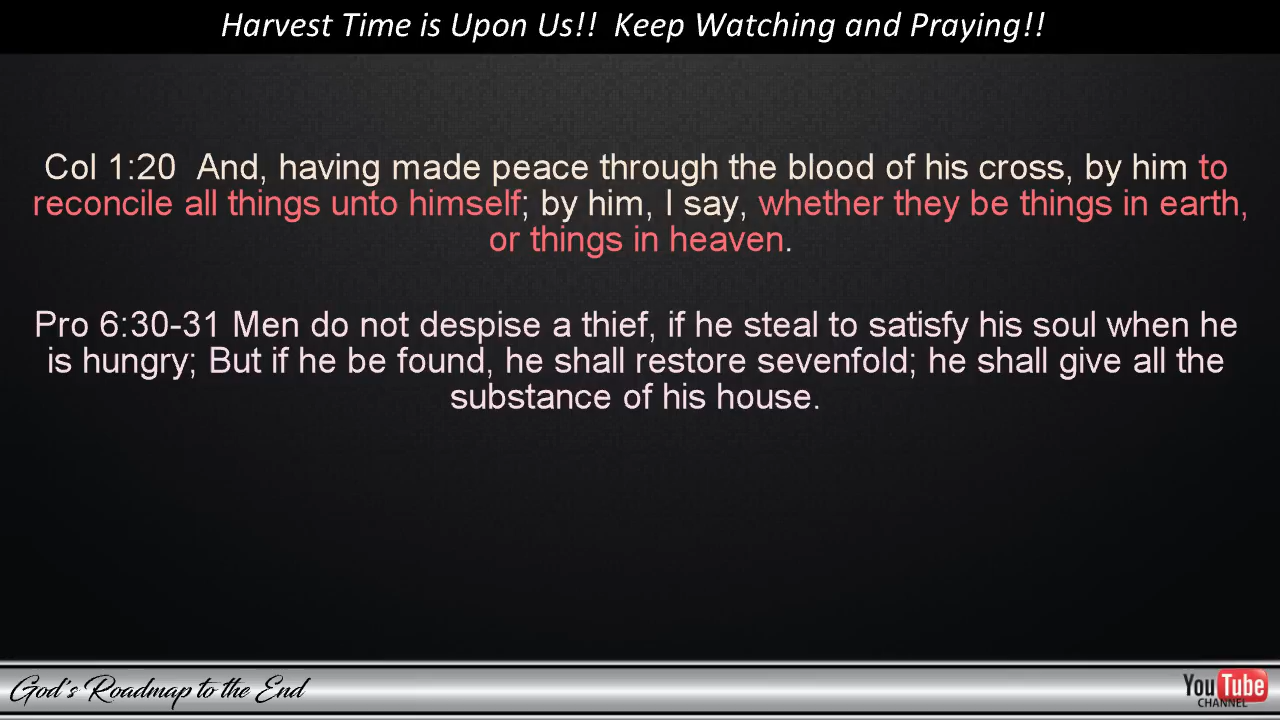 Harvest Time is Upon Us!!  Keep Watching and Praying!!
Col 1:20  And, having made peace through the blood of his cross, by him to
reconcile all things unto himself; by him, I say, whether they be things in earth,
or things in heaven.
Pro 6:30-31 Men do not despise a thief, if he steal to satisfy his soul when he
is hungry; But if he be found, he shall restore sevenfold; he shall give all the
substance of his house.
God's Roadmap to the End
YouTube
CHANNEL